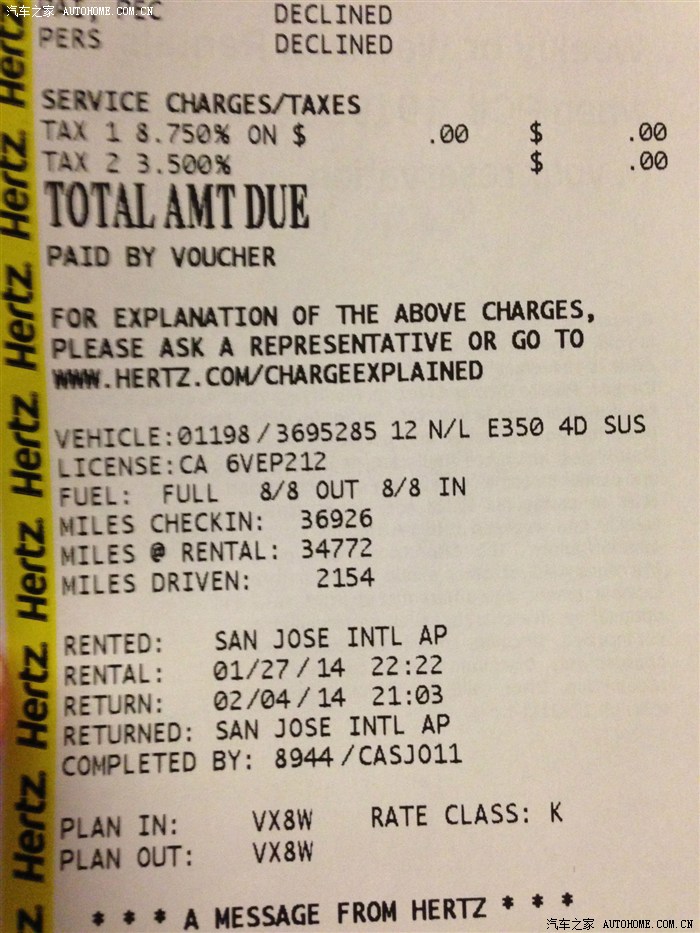 汽车之家 AUTOHOME.COM.CN
DECLINED
PERS DECLINED
SERVICE CHARGES/TAXES
TAX 1 8.750% ON $ .00 $ .00
TAX 2 3.500% $ .00
TOTAL AMT DUE
PAID BY VOUCHER
FOR EXPLANATION OF THE ABOVE CHARGES,
PLEASE ASK A REPRESENTATIVE OR GO TO
WWW.HERTZ.COM/CHARGEEXPLAINED
VEHICLE:01198/3695285 12 N/L E350 4D SUS
LICENSE:CA 6VEP212
FUEL: FULL 8/8 OUT 8/8 IN
MILES CHECKIN: 36926
MILES @ RENTAL: 34772
MILES DRIVEN: 2154
RENTED: SAN JOSE INTL AP
RENTAL: 01/27/14 22:22
RETURN: 02/04/14 21:03
RETURNED: SAN JOSE INTL AP
COMPLETED BY: 8944/CASJO11
PLAN IN: VX8W RATE CLASS: K
PLAN OUT: VX8W
* * * A MESSAGE FROM HERTZ * * *
Hertz Hertz Hertz Hertz Hertz Hertz Hertz Hertz
汽车之家 AUTOHOME.COM.CN